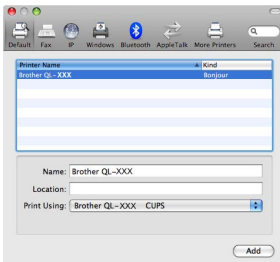 Default Fax IP Windows Bluetooth AppleTalk More Printers Search
Printer Name Kind
Brother QL-XXX Bonjour
Name: Brother QL-XXX
Location:
Print Using: Brother QL-XXX CUPS
Add